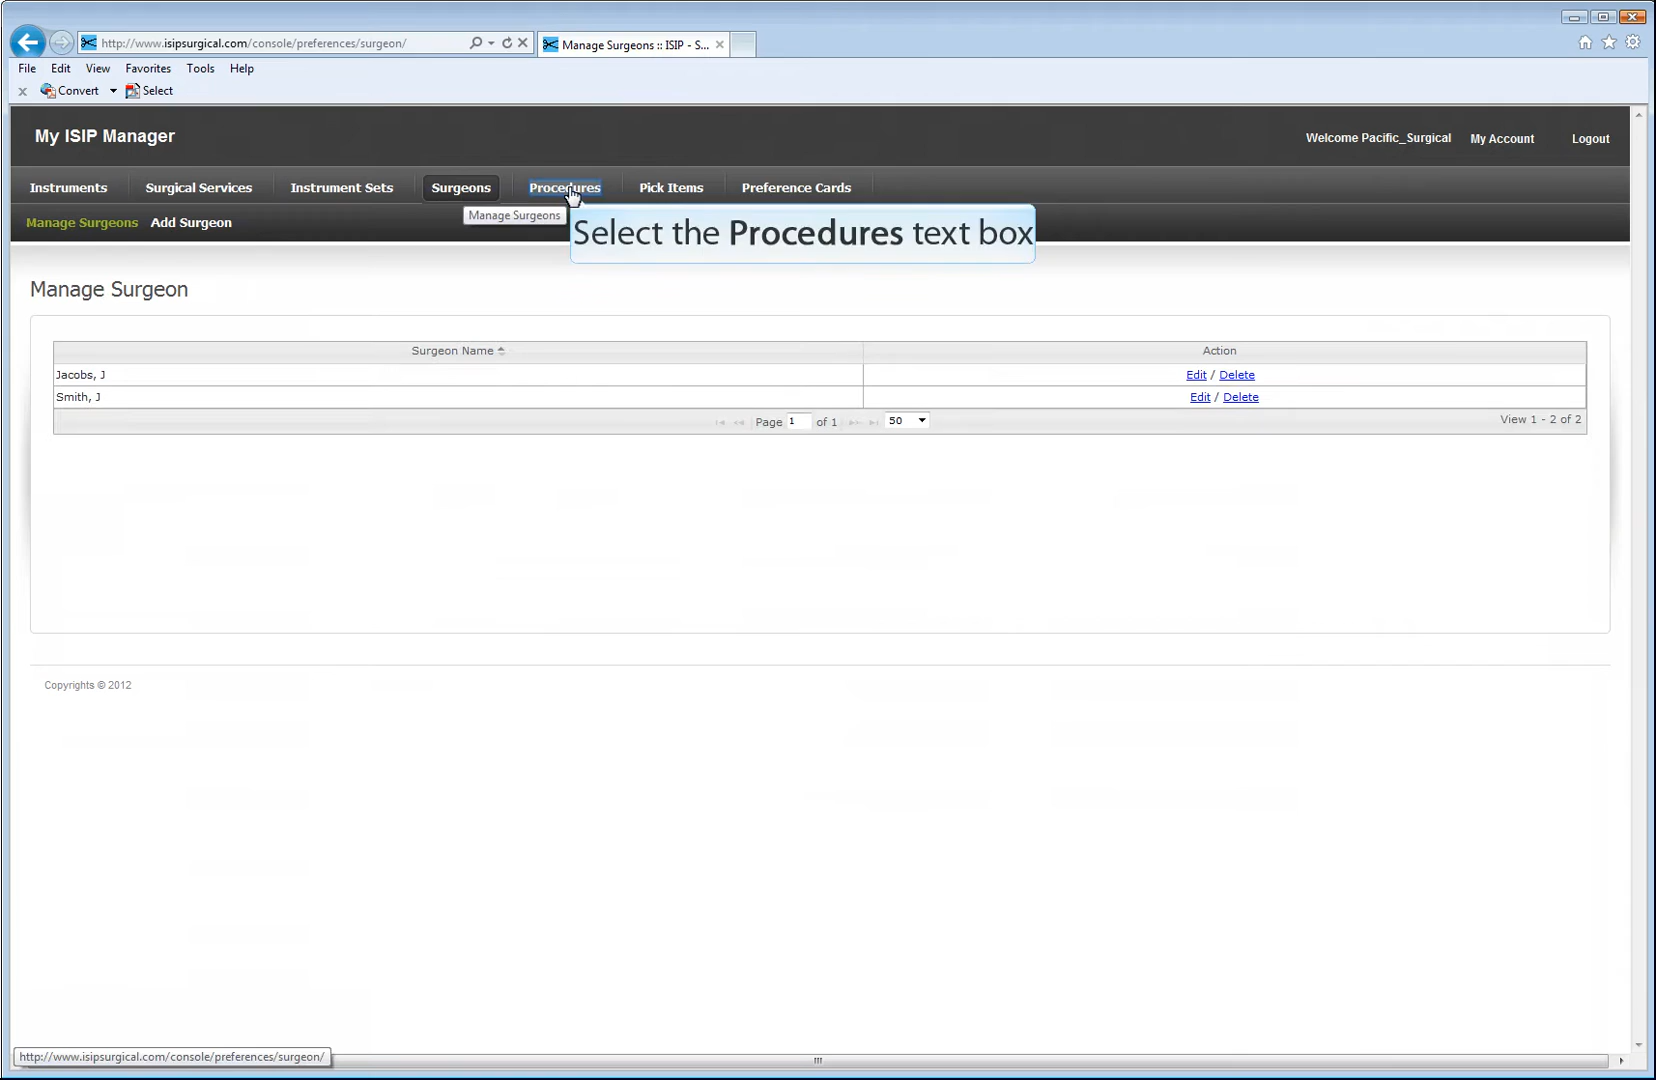 http://www.isipsurgical.com/console/preferences/surgeon/
Manage Surgeons :: ISIP - S...
File Edit View Favorites Tools Help
x Convert Select
My ISIP Manager
Welcome Pacific_Surgical My Account Logout
Instruments Surgical Services Instrument Sets Surgeons Procedures Pick Items Preference Cards
Manage Surgeons
Manage Surgeons Add Surgeon
Select the Procedures text box
Manage Surgeon
Surgeon Name Action
Jacobs, J Edit / Delete
Smith, J Edit / Delete
Page 1 of 1 50 View 1 - 2 of 2
Copyrights © 2012
http://www.isipsurgical.com/console/preferences/surgeon/